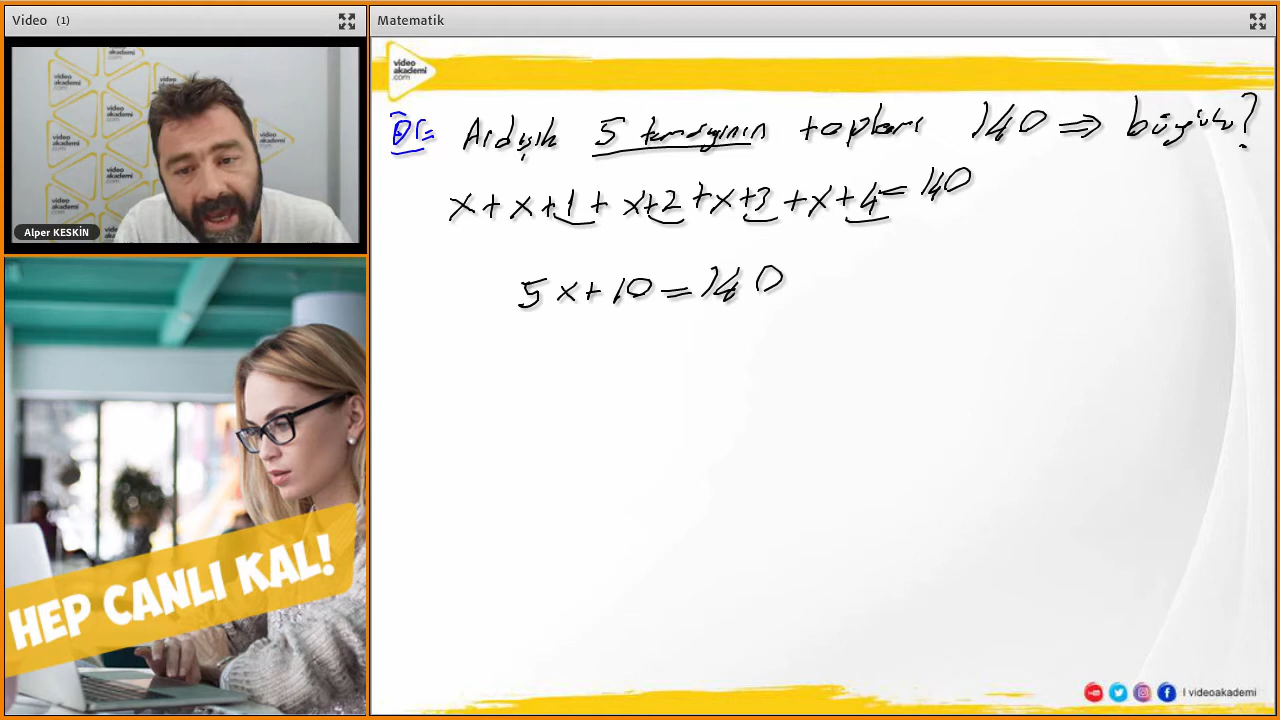 Video (1)
Matematik
video
akademi
.com
Alper KESKİN
Ör= Ardışık 5 tamsayının toplamı 140 ⇒ büyüğü?
x + x+1 + x+2 + x+3 + x+4 = 140
5x+10=140
HEP CANLI KAL!
| videoakademi